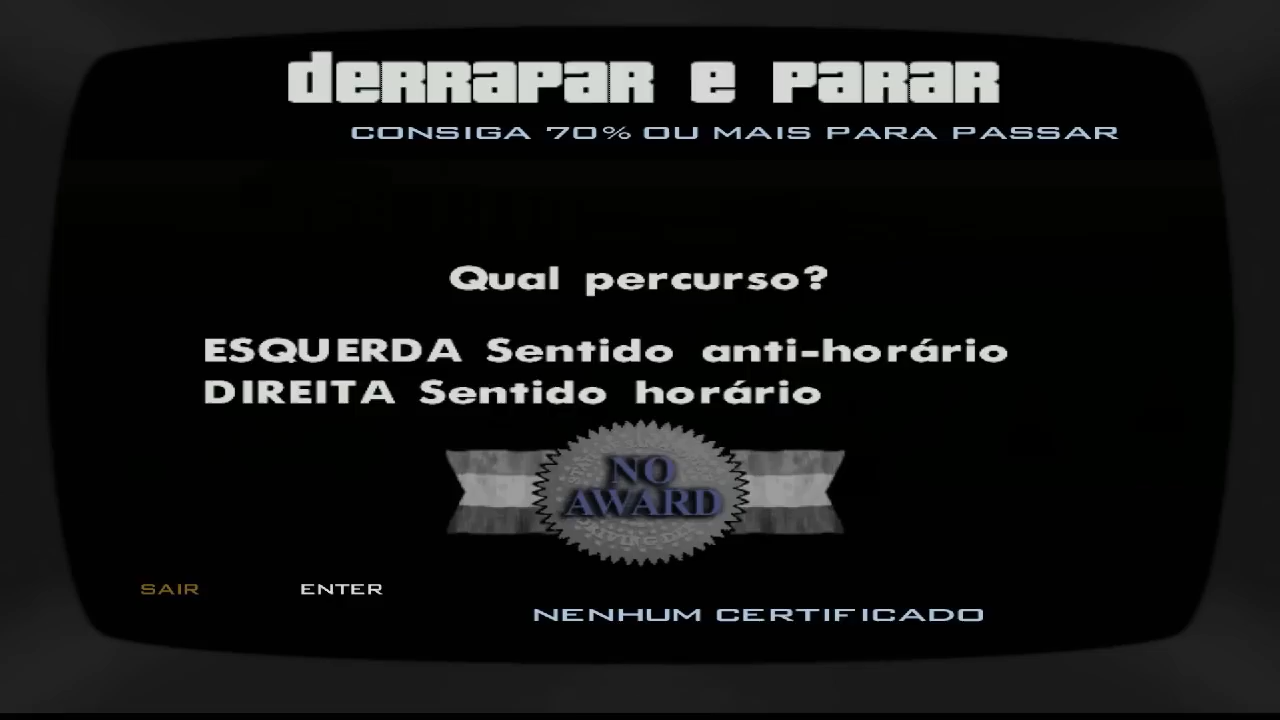 DERRAPAR E PARAR
CONSIGA 70% OU MAIS PARA PASSAR
Qual percurso?
ESQUERDA Sentido anti-horário
DIREITA Sentido horário
NO
AWARD
SAIR ENTER
NENHUM CERTIFICADO